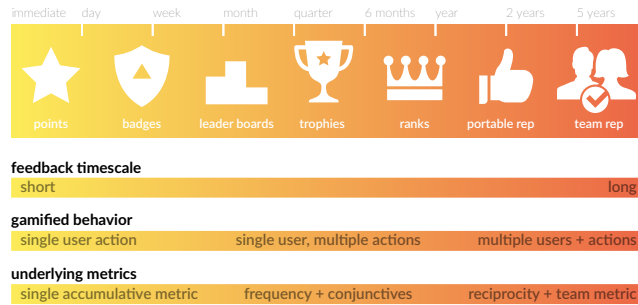 immediate day week month quarter 6 months year 2 years 5 years
points badges leader boards trophies ranks portable rep team rep
feedback timescale
short long
gamified behavior
single user action single user, multiple actions multiple users + actions
underlying metrics
single accumulative metric frequency + conjunctives reciprocity + team metric